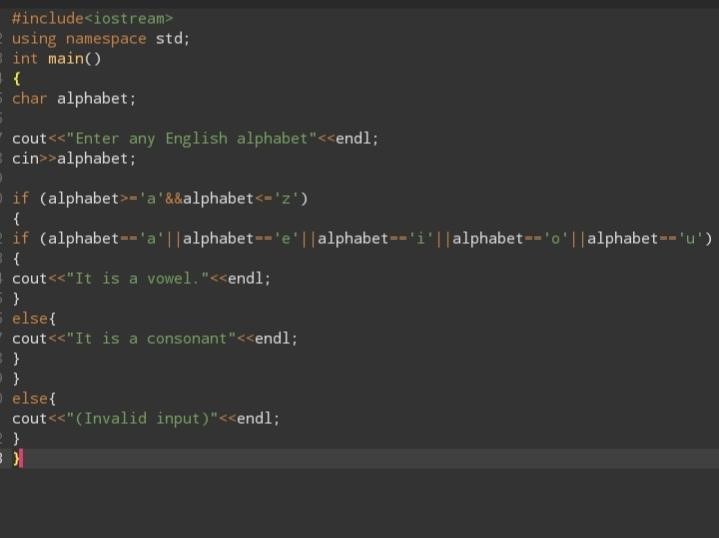 #include<iostream>
using namespace std;
int main()
{
char alphabet;
cout<<"Enter any English alphabet"<<endl;
cin>>alphabet;
if (alphabet>='a'&&alphabet<='z')
{
if (alphabet=='a'||alphabet=='e'||alphabet=='i'||alphabet=='o'||alphabet=='u')
{
cout<<"It is a vowel."<<endl;
}
else{
cout<<"It is a consonant"<<endl;
}
}
else{
cout<<"(Invalid input)"<<endl;
}
}